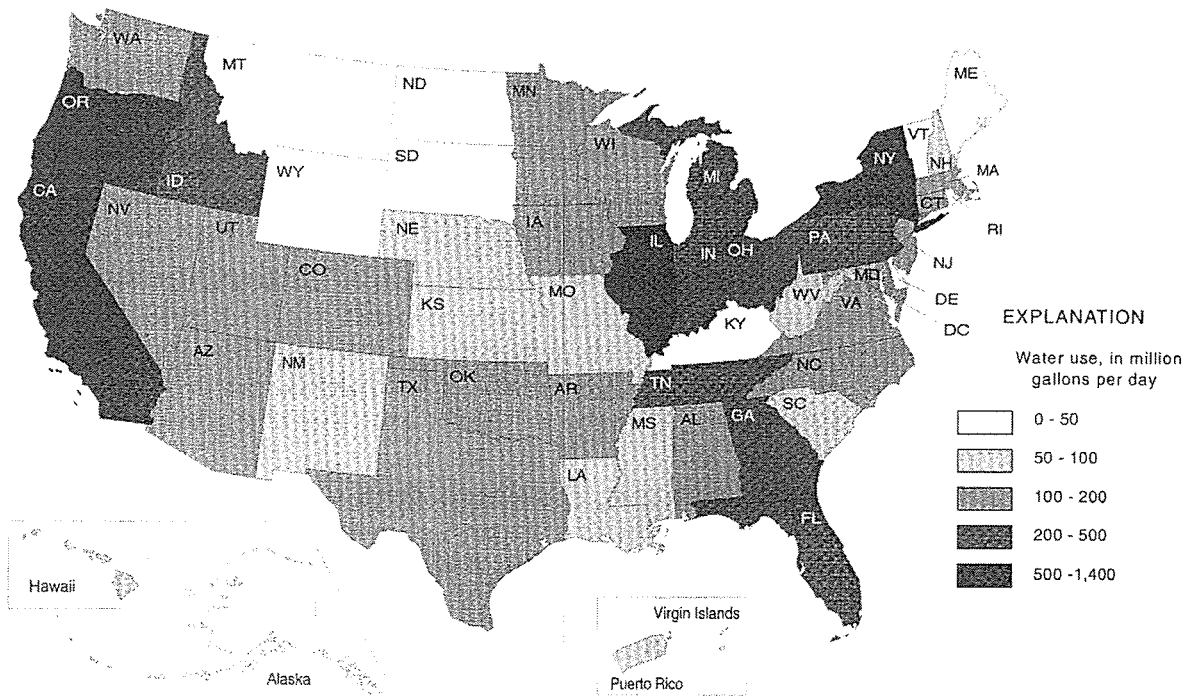 WA
MT
ND
MN
ME
OR
VT
SD
WI
NY
NH
ID
WY
MI
MA
CA
CT
NV
IA
NE
RI
UT
PA
IL
IN
OH
NJ
CO
MD
MO
WV
DE
KS
VA
KY
DC
AZ
NC
NM
TN
OK
TX
AR
SC
MS
AL
GA
LA
FL
EXPLANATION
Water use, in million
gallons per day
0 - 50
50 - 100
100 - 200
200 - 500
500 -1,400
Hawaii
Alaska
Virgin Islands
Puerto Rico